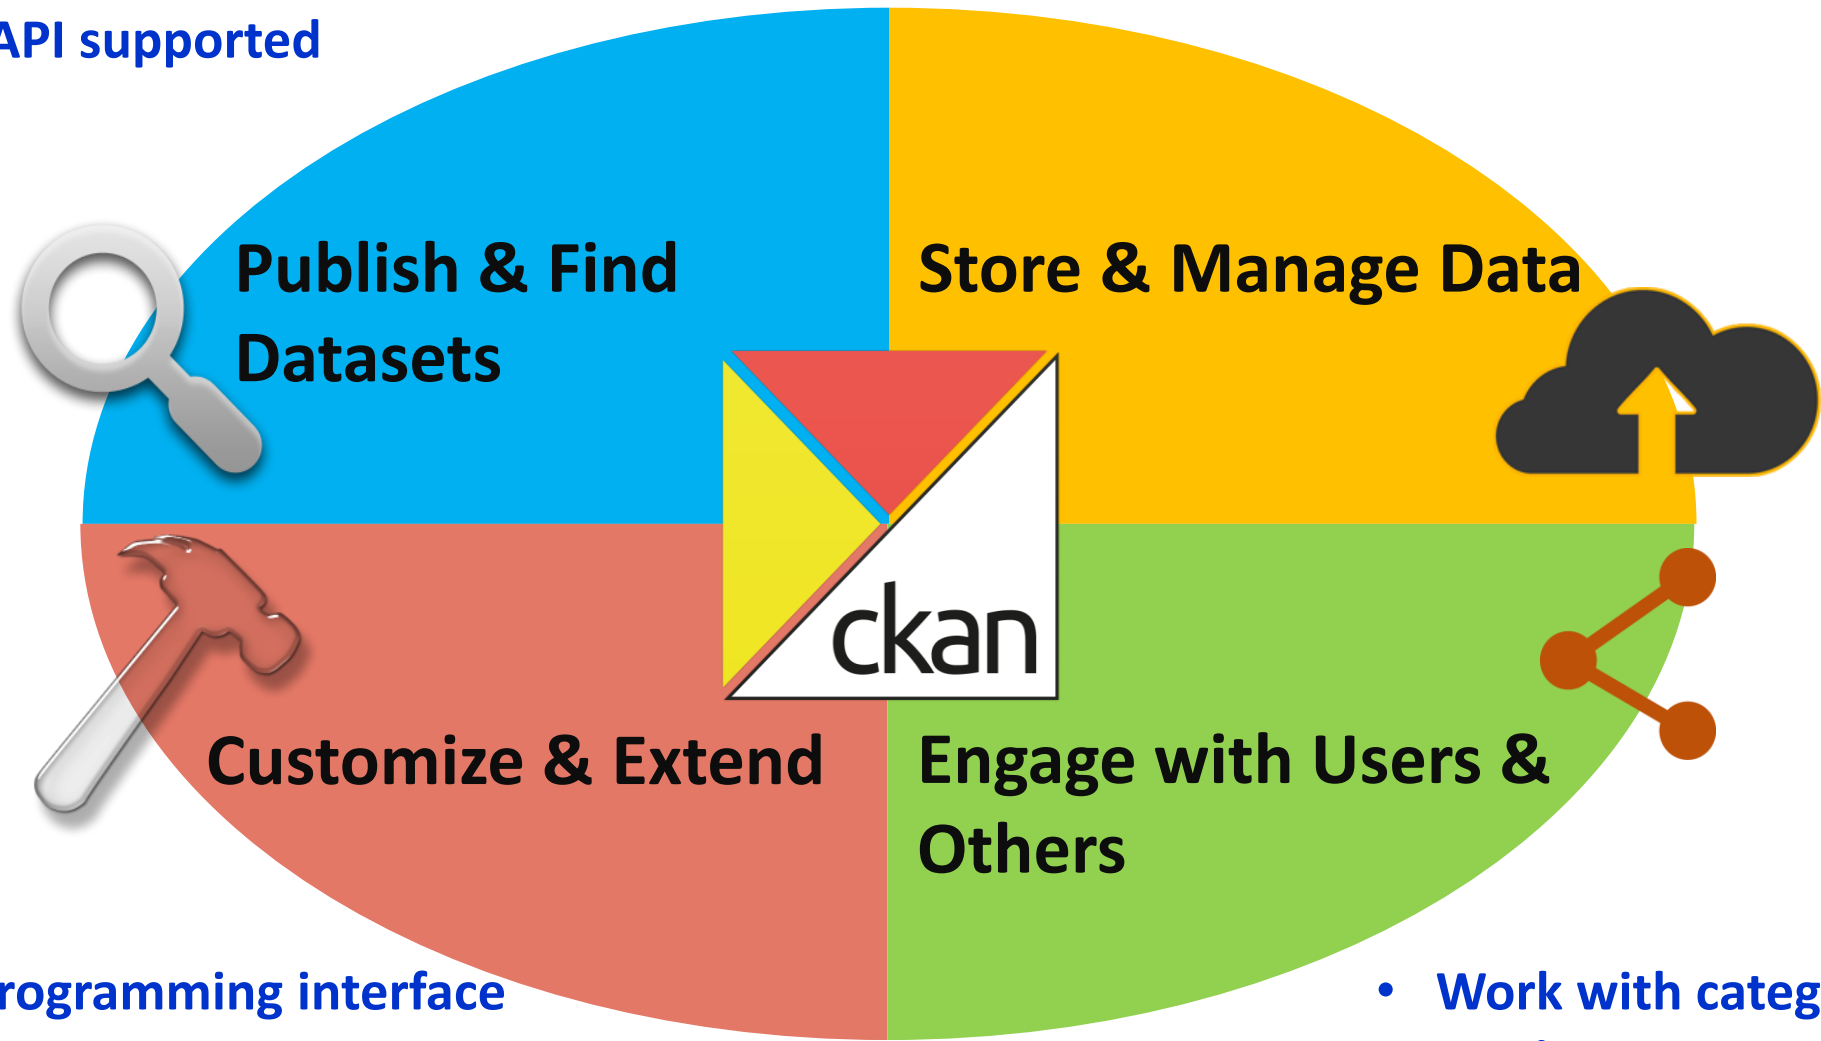 API supported
Publish & Find
Datasets
Store & Manage Data
ckan
Customize & Extend
Engage with Users &
Others
rogramming interface
• Work with categ